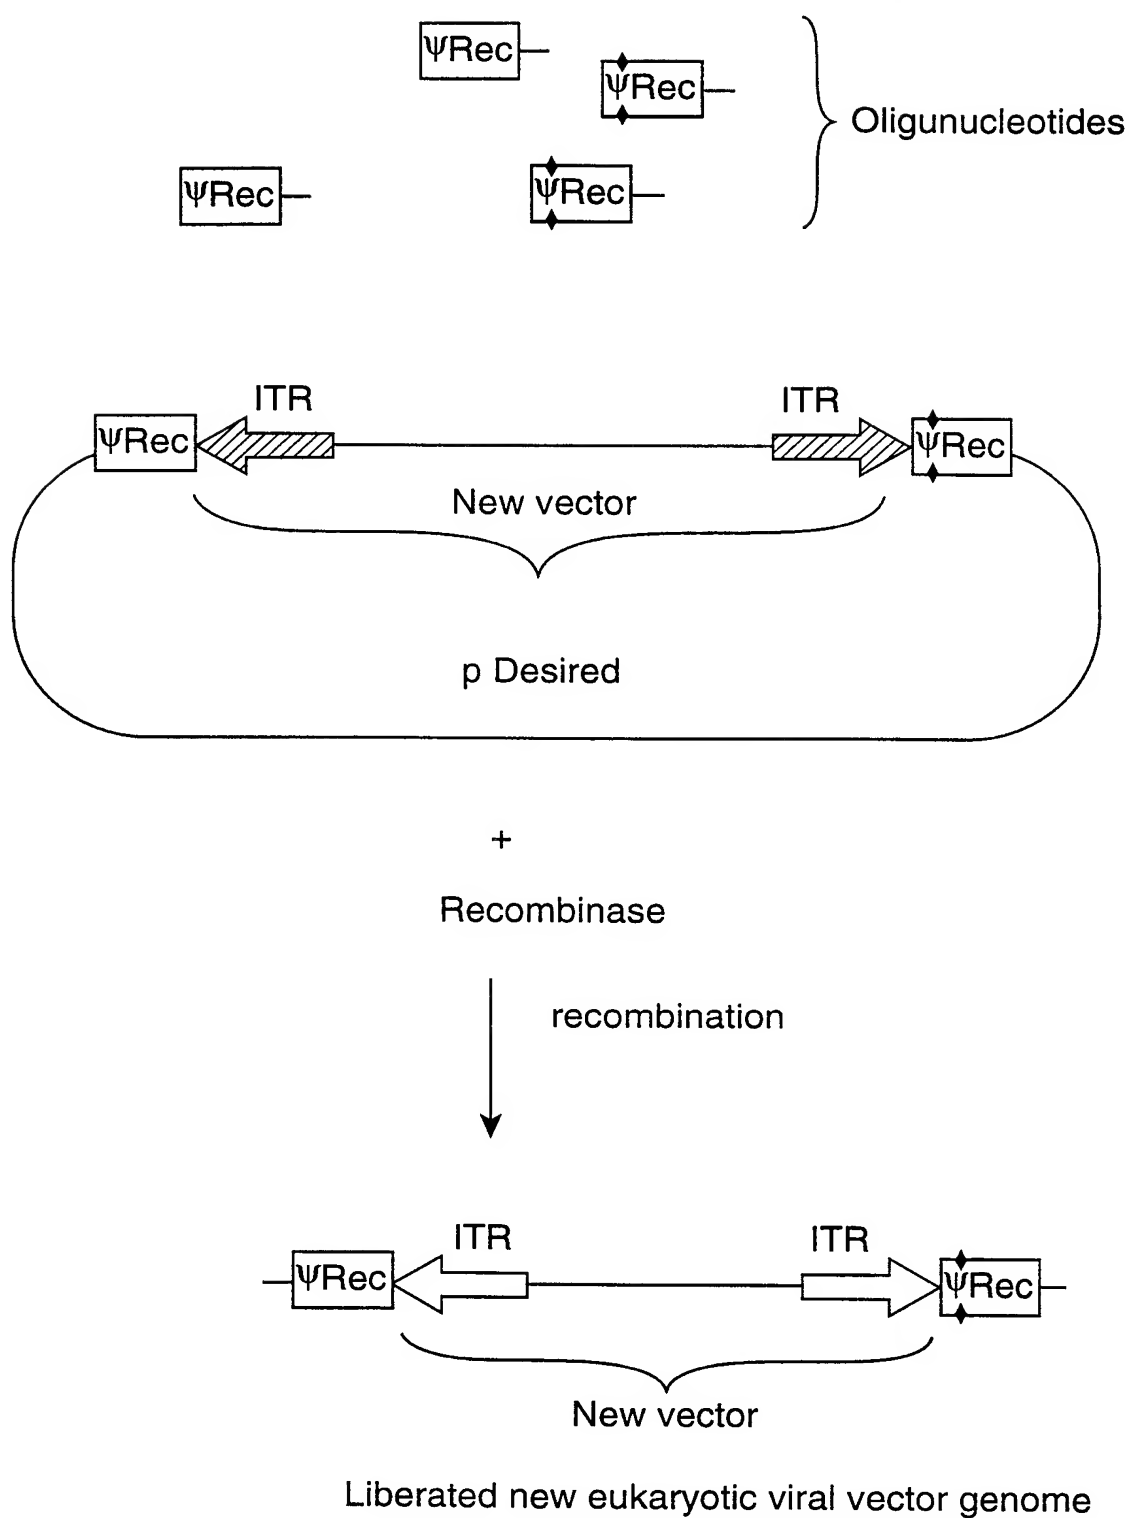 ψRec
ψRec
Oligunucleotides
ψRec
ψRec
ITR
ITR
ψRec
ψRec
New vector
p Desired
+
Recombinase
recombination
ITR
ITR
ψRec
ψRec
New vector
Liberated new eukaryotic viral vector genome